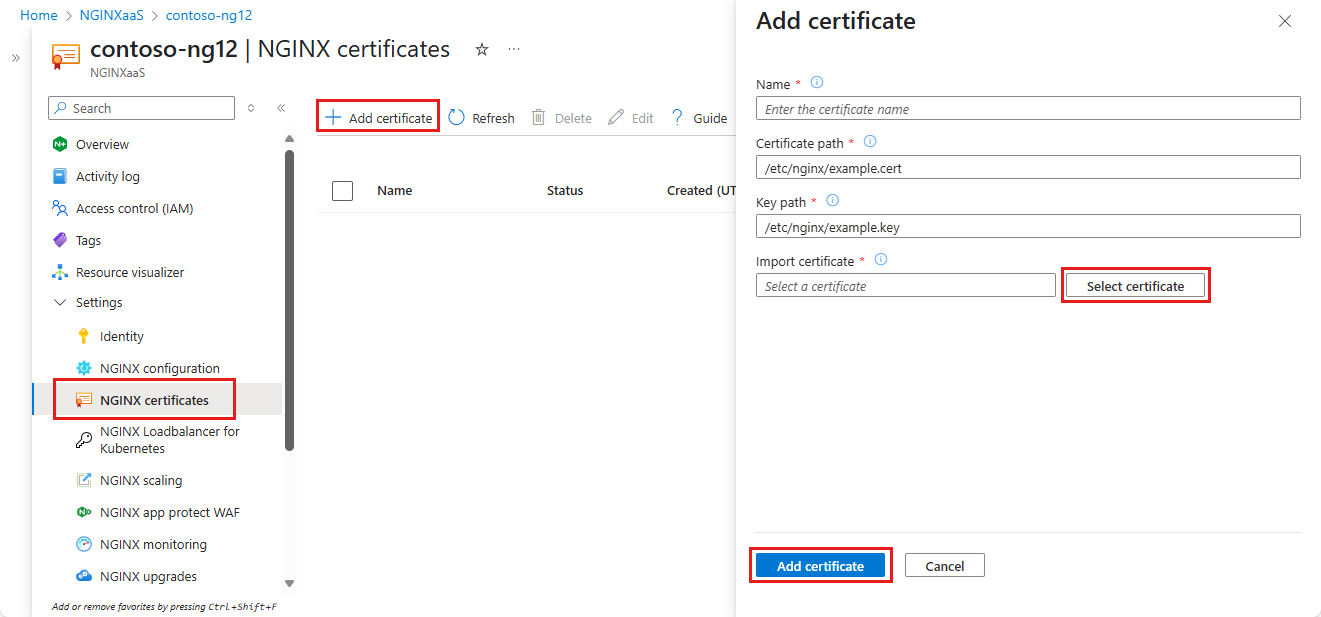 Home > NGINXaaS > contoso-ng12
contoso-ng12 | NGINX certificates
NGINXaaS
Search
Overview
Activity log
Access control (IAM)
Tags
Resource visualizer
Settings
Identity
NGINX configuration
NGINX certificates
NGINX Loadbalancer for
Kubernetes
NGINX scaling
NGINX app protect WAF
NGINX monitoring
NGINX upgrades
Add or remove favorites by pressing Ctrl+Shift+F
Add certificate Refresh Delete Edit Guide
Name Status Created (UT
Add certificate
Name *
Enter the certificate name
Certificate path *
/etc/nginx/example.cert
Key path *
/etc/nginx/example.key
Import certificate *
Select a certificate Select certificate
Add certificate Cancel